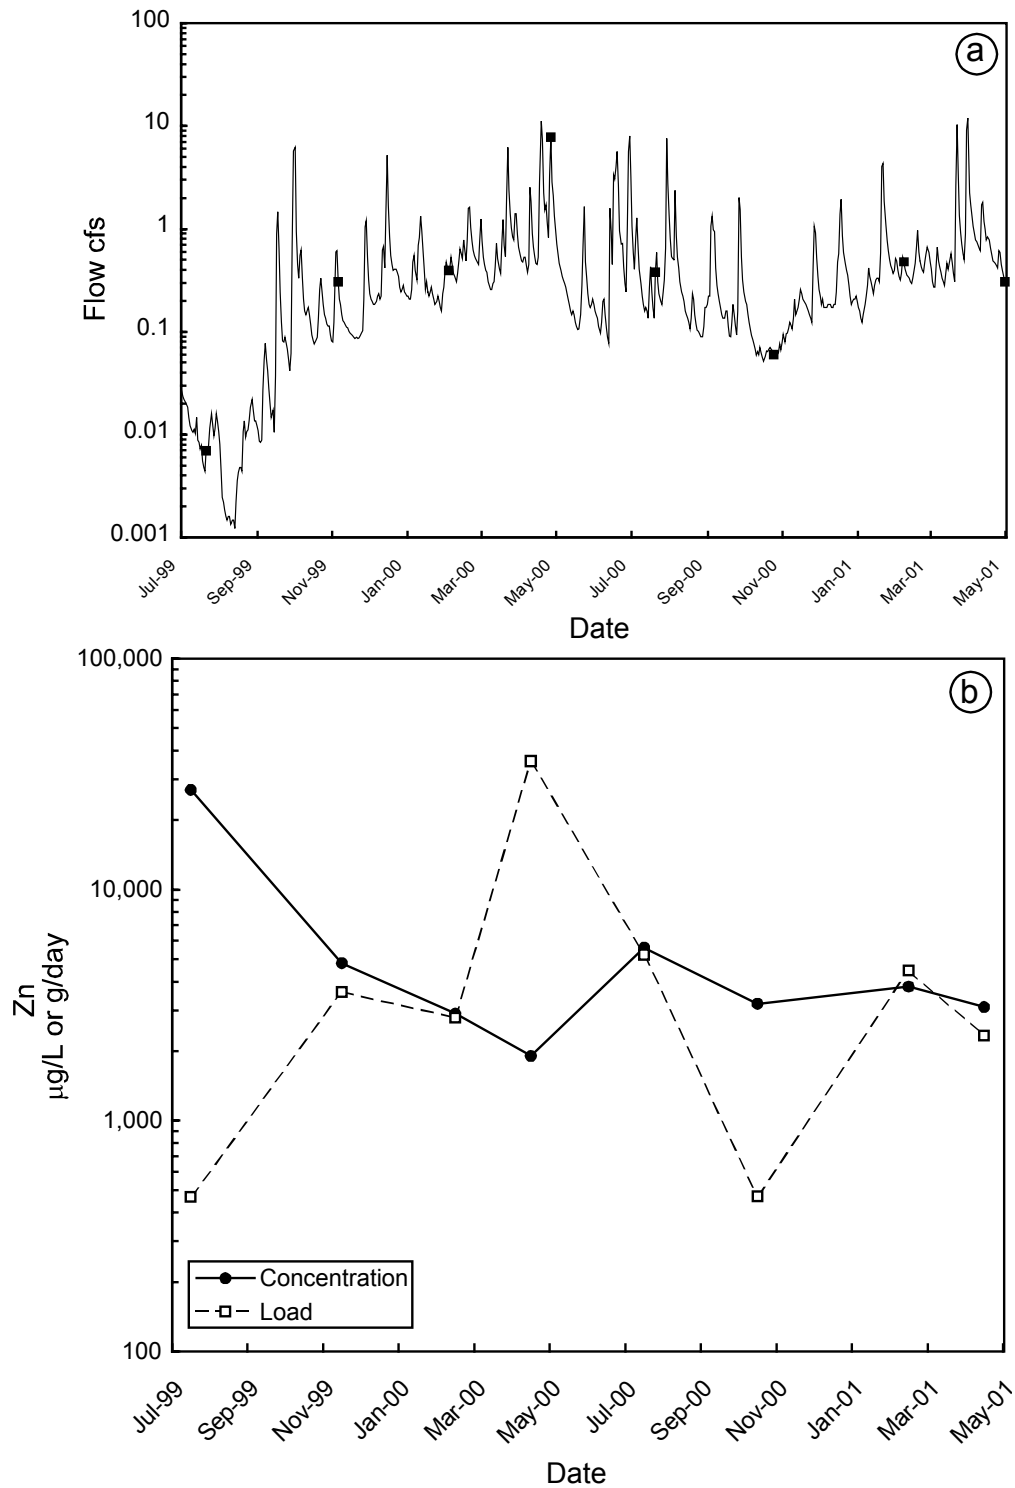 a
100
10
1
0.1
0.01
0.001
Flow cfs
Jul-99
Sep-99
Nov-99
Jan-00
Mar-00
May-00
Jul-00
Sep-00
Nov-00
Jan-01
Mar-01
May-01
Date
b
100,000
10,000
1,000
100
Zn
µg/L or g/day
Concentration
Load
Jul-99
Sep-99
Nov-99
Jan-00
Mar-00
May-00
Jul-00
Sep-00
Nov-00
Jan-01
Mar-01
May-01
Date